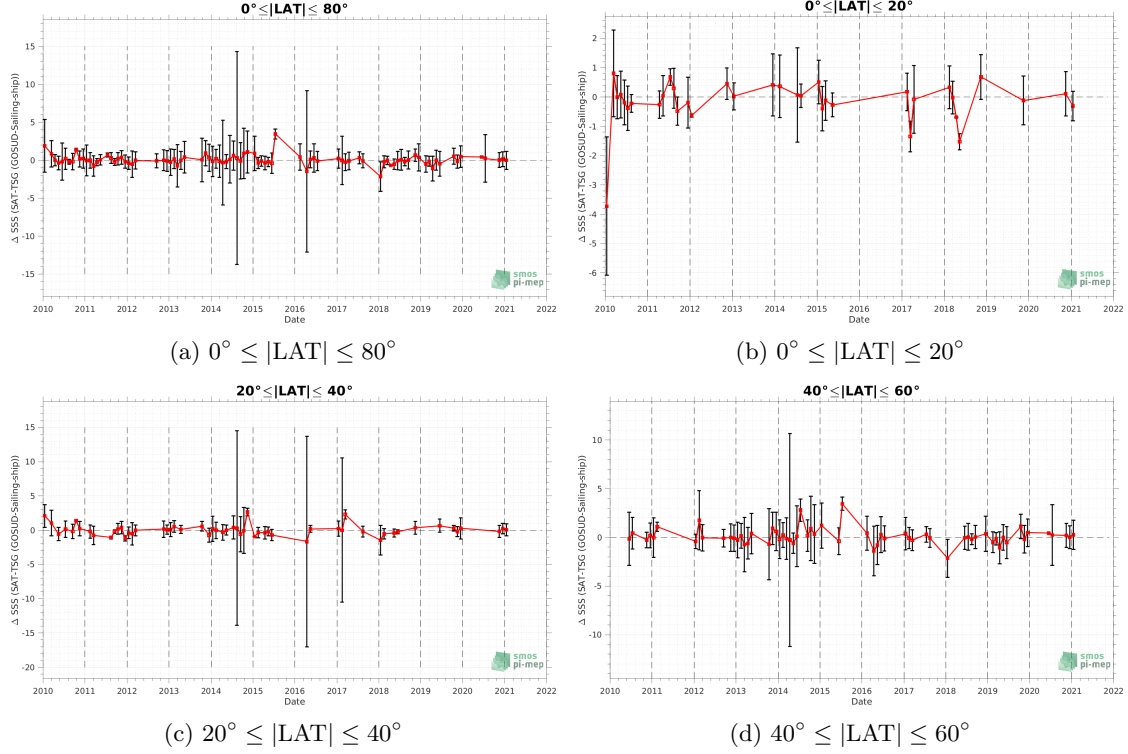 0°≤|LAT|≤ 80°
Δ SSS (SAT-TSG (GOSUD-Sailing-ship))
15
10
5
0
-5
-10
-15
2010 2011 2012 2013 2014 2015 2016 2017 2018 2019 2020 2021 2022
Date
smos
pi-mep
(a) 0° ≤ |LAT| ≤ 80°
0°≤|LAT|≤ 20°
Δ SSS (SAT-TSG (GOSUD-Sailing-ship))
2
1
0
-1
-2
-3
-4
-5
-6
2010 2011 2012 2013 2014 2015 2016 2017 2018 2019 2020 2021 2022
Date
smos
pi-mep
(b) 0° ≤ |LAT| ≤ 20°
20°≤|LAT|≤ 40°
Δ SSS (SAT-TSG (GOSUD-Sailing-ship))
15
10
5
0
-5
-10
-15
-20
2010 2011 2012 2013 2014 2015 2016 2017 2018 2019 2020 2021 2022
Date
smos
pi-mep
(c) 20° ≤ |LAT| ≤ 40°
40°≤|LAT|≤ 60°
Δ SSS (SAT-TSG (GOSUD-Sailing-ship))
10
5
0
-5
-10
2010 2011 2012 2013 2014 2015 2016 2017 2018 2019 2020 2021 2022
Date
smos
pi-mep
(d) 40° ≤ |LAT| ≤ 60°